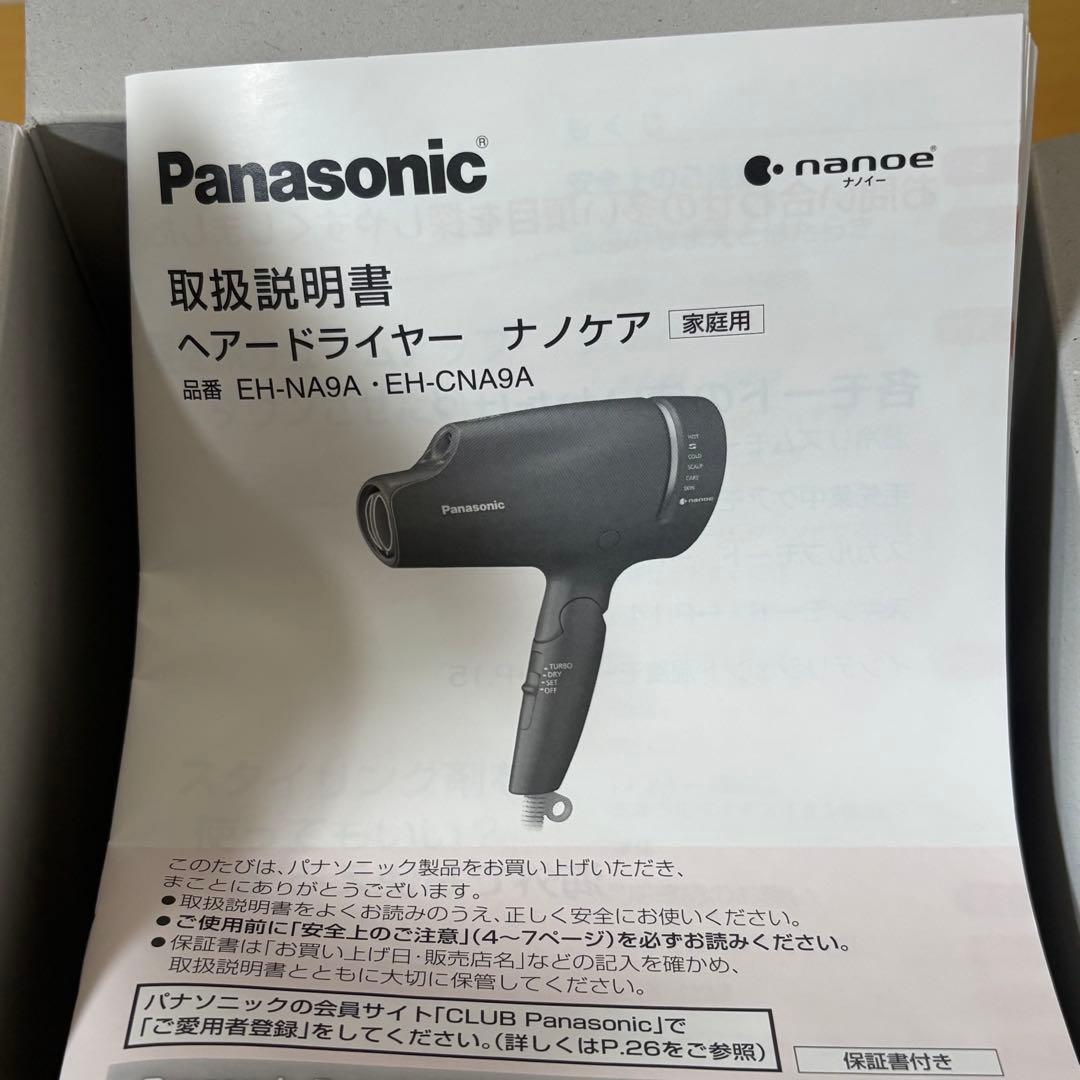 Panasonic®
nanoe®
ナノイー
取扱説明書
ヘアードライヤー ナノケア 家庭用
品番 EH-NA9A・EH-CNA9A
HOT
COLD
SCALP
CARE
SKIN
nanoe
Panasonic
TURBO
DRY
SET
OFF
このたびは、パナソニック製品をお買い上げいただき、
まことにありがとうございます。
●取扱説明書をよくお読みのうえ、正しく安全にお使いください。
●ご使用前に「安全上のご注意」(4〜7ページ)を必ずお読みください。
●保証書は「お買い上げ日・販売店名」などの記入を確かめ、
取扱説明書とともに大切に保管してください。
パナソニックの会員サイト「CLUB Panasonic」で
「ご愛用者登録」をしてください。(詳しくはP.26をご参照)
保証書付き